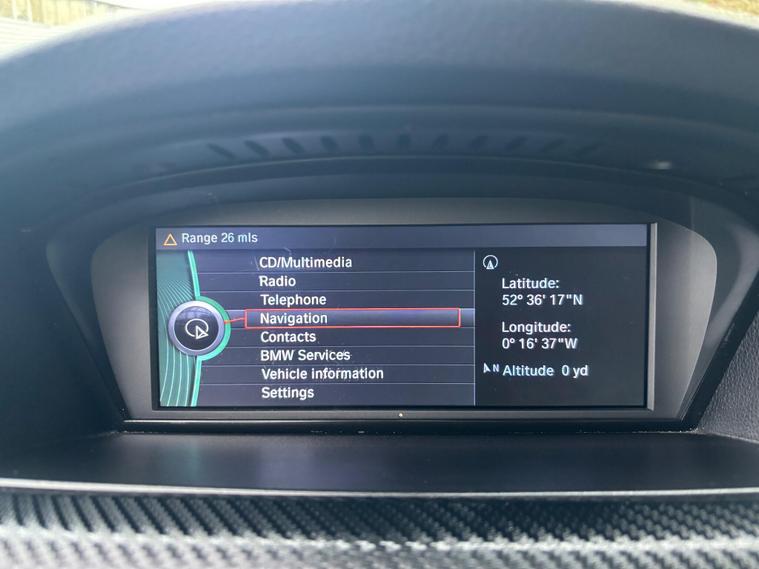 Range 26 mls
CD/Multimedia
Radio
Telephone
Navigation
Contacts
BMW Services
Vehicle information
Settings
Latitude:
52° 36' 17"N
Longitude:
0° 16' 37"W
N Altitude 0 yd